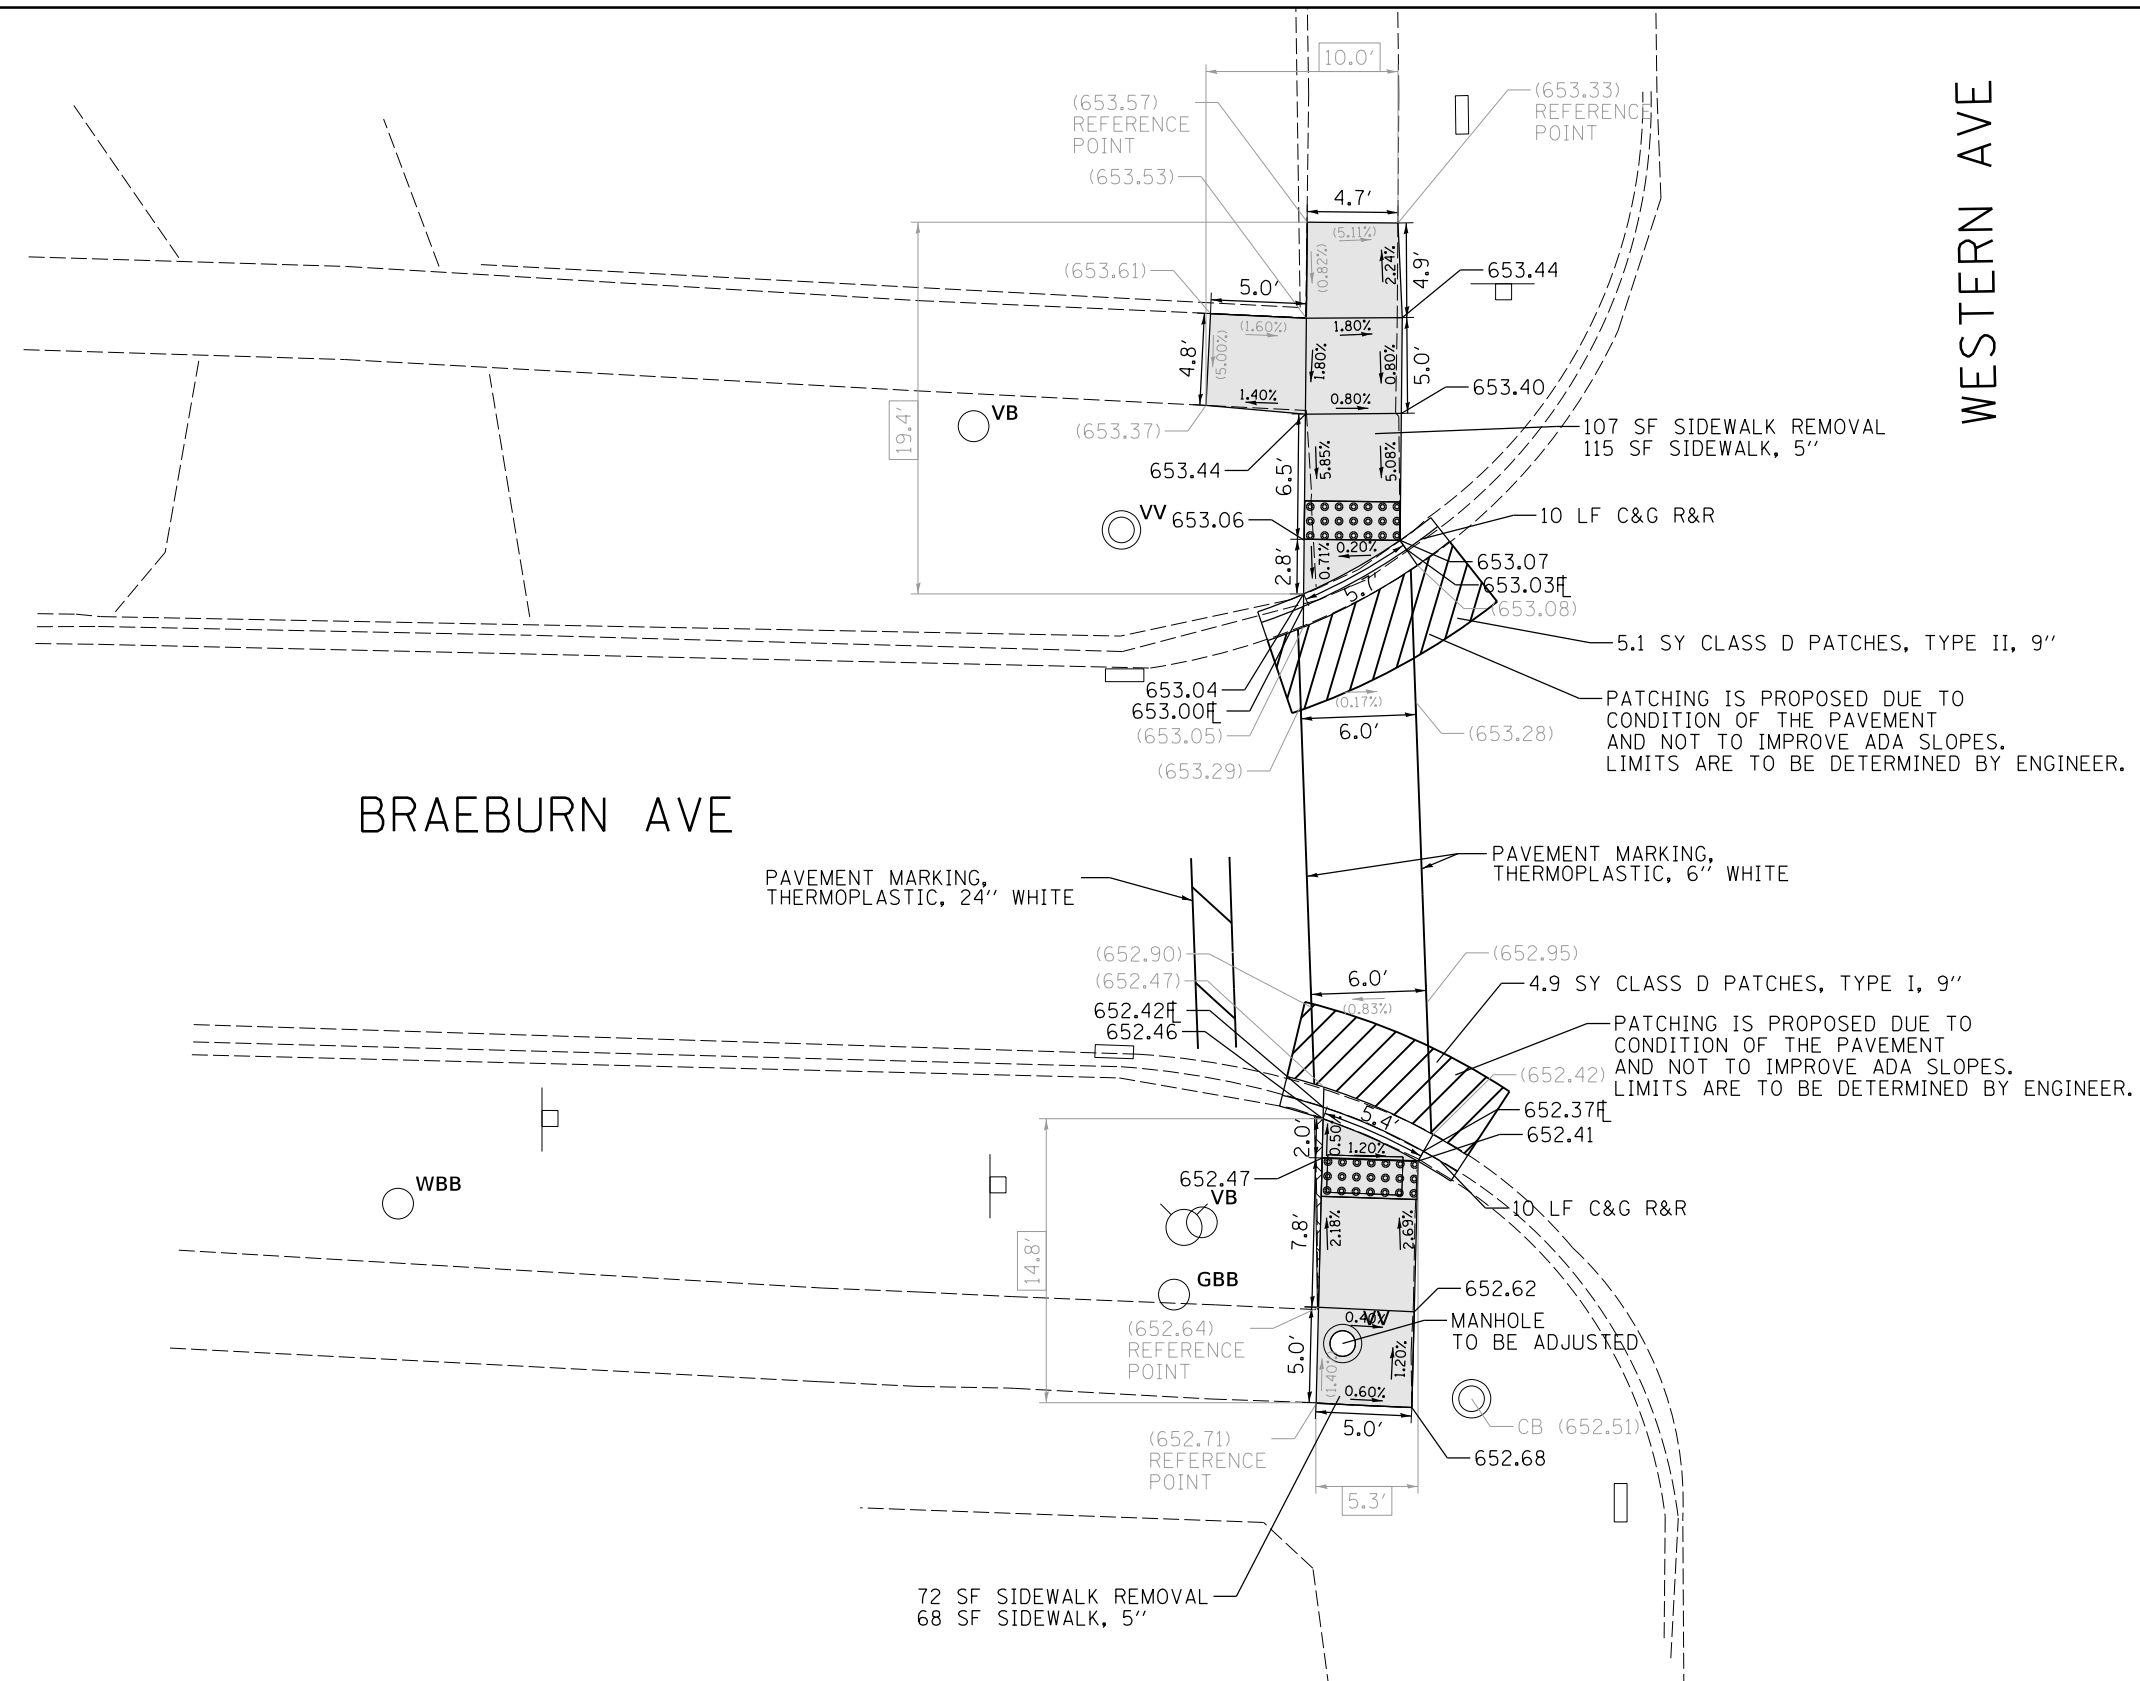 10.0'
(653.57)
REFERENCE
POINT
(653.33)
REFERENCE
POINT
WESTERN AVE
(653.53)
4.7'
(5.11%)
(0.82%)
2.24%
4.9'
653.44
(653.61)
5.0'
(1.60%)
1.80%
4.8'
(5.00%)
1.80%
0.80%
5.0'
653.40
1.40%
0.80%
VB
19.4'
(653.37)
107 SF SIDEWALK REMOVAL
115 SF SIDEWALK, 5"
653.44
6.5'
5.85%
5.08%
VV
653.06
10 LF C&G R&R
0.20%
2.8'
0.71%
653.07
5.7'
653.03FL
(653.08)
5.1 SY CLASS D PATCHES, TYPE II, 9"
653.04
653.00FL
(0.17%)
(653.05)
6.0'
(653.28)
(653.29)
PATCHING IS PROPOSED DUE TO
CONDITION OF THE PAVEMENT
AND NOT TO IMPROVE ADA SLOPES.
LIMITS ARE TO BE DETERMINED BY ENGINEER.
BRAEBURN AVE
PAVEMENT MARKING,
THERMOPLASTIC, 6" WHITE
PAVEMENT MARKING,
THERMOPLASTIC, 24" WHITE
(652.90)
(652.95)
(652.47)
6.0'
4.9 SY CLASS D PATCHES, TYPE I, 9"
(0.83%)
652.42FL
652.46
PATCHING IS PROPOSED DUE TO
CONDITION OF THE PAVEMENT
AND NOT TO IMPROVE ADA SLOPES.
LIMITS ARE TO BE DETERMINED BY ENGINEER.
(652.42)
652.37FL
5.4'
652.41
2.0'
0.50
1.20%
652.47
WBB
VB
10 LF C&G R&R
7.8'
2.18%
2.69%
14.8'
GBB
652.62
(652.64)
REFERENCE
POINT
0.40%
VV
MANHOLE
TO BE ADJUSTED
5.0'
(1.40%)
1.20%
0.60%
5.0'
CB (652.51)
(652.71)
REFERENCE
POINT
652.68
5.3'
72 SF SIDEWALK REMOVAL
68 SF SIDEWALK, 5"